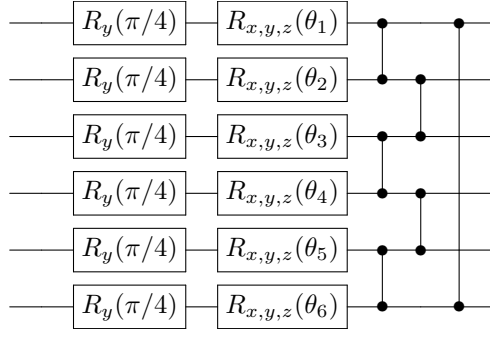 R_y(π/4) R_{x,y,z}(θ_1)
R_y(π/4) R_{x,y,z}(θ_2)
R_y(π/4) R_{x,y,z}(θ_3)
R_y(π/4) R_{x,y,z}(θ_4)
R_y(π/4) R_{x,y,z}(θ_5)
R_y(π/4) R_{x,y,z}(θ_6)